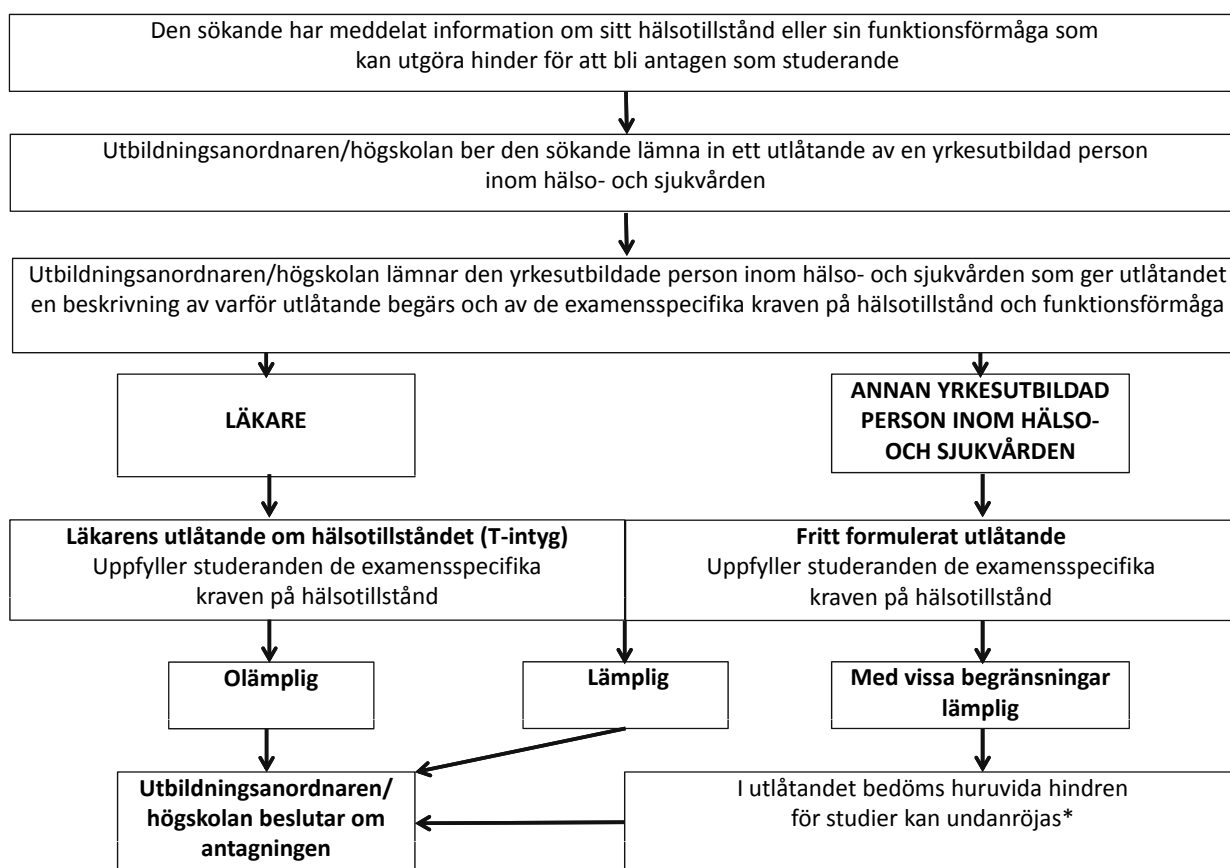 Den sökande har meddelat information om sitt hälsotillstånd eller sin funktionsförmåga som
kan utgöra hinder för att bli antagen som studerande
Utbildningsanordnaren/högskolan ber den sökande lämna in ett utlåtande av en yrkesutbildad person
inom hälso- och sjukvården
Utbildningsanordnaren/högskolan lämnar den yrkesutbildade person inom hälso- och sjukvården som ger utlåtandet
en beskrivning av varför utlåtande begärs och av de examensspecifika kraven på hälsotillstånd och funktionsförmåga
LÄKARE
ANNAN YRKESUTBILDAD
PERSON INOM HÄLSO-
OCH SJUKVÅRDEN
Läkarens utlåtande om hälsotillståndet (T-intyg)
Uppfyller studeranden de examensspecifika
kraven på hälsotillstånd
Fritt formulerat utlåtande
Uppfyller studeranden de examensspecifika
kraven på hälsotillstånd
Olämplig
Lämplig
Med vissa begränsningar
lämplig
Utbildningsanordnaren/
högskolan beslutar om
antagningen
I utlåtandet bedöms huruvida hindren
för studier kan undanröjas*